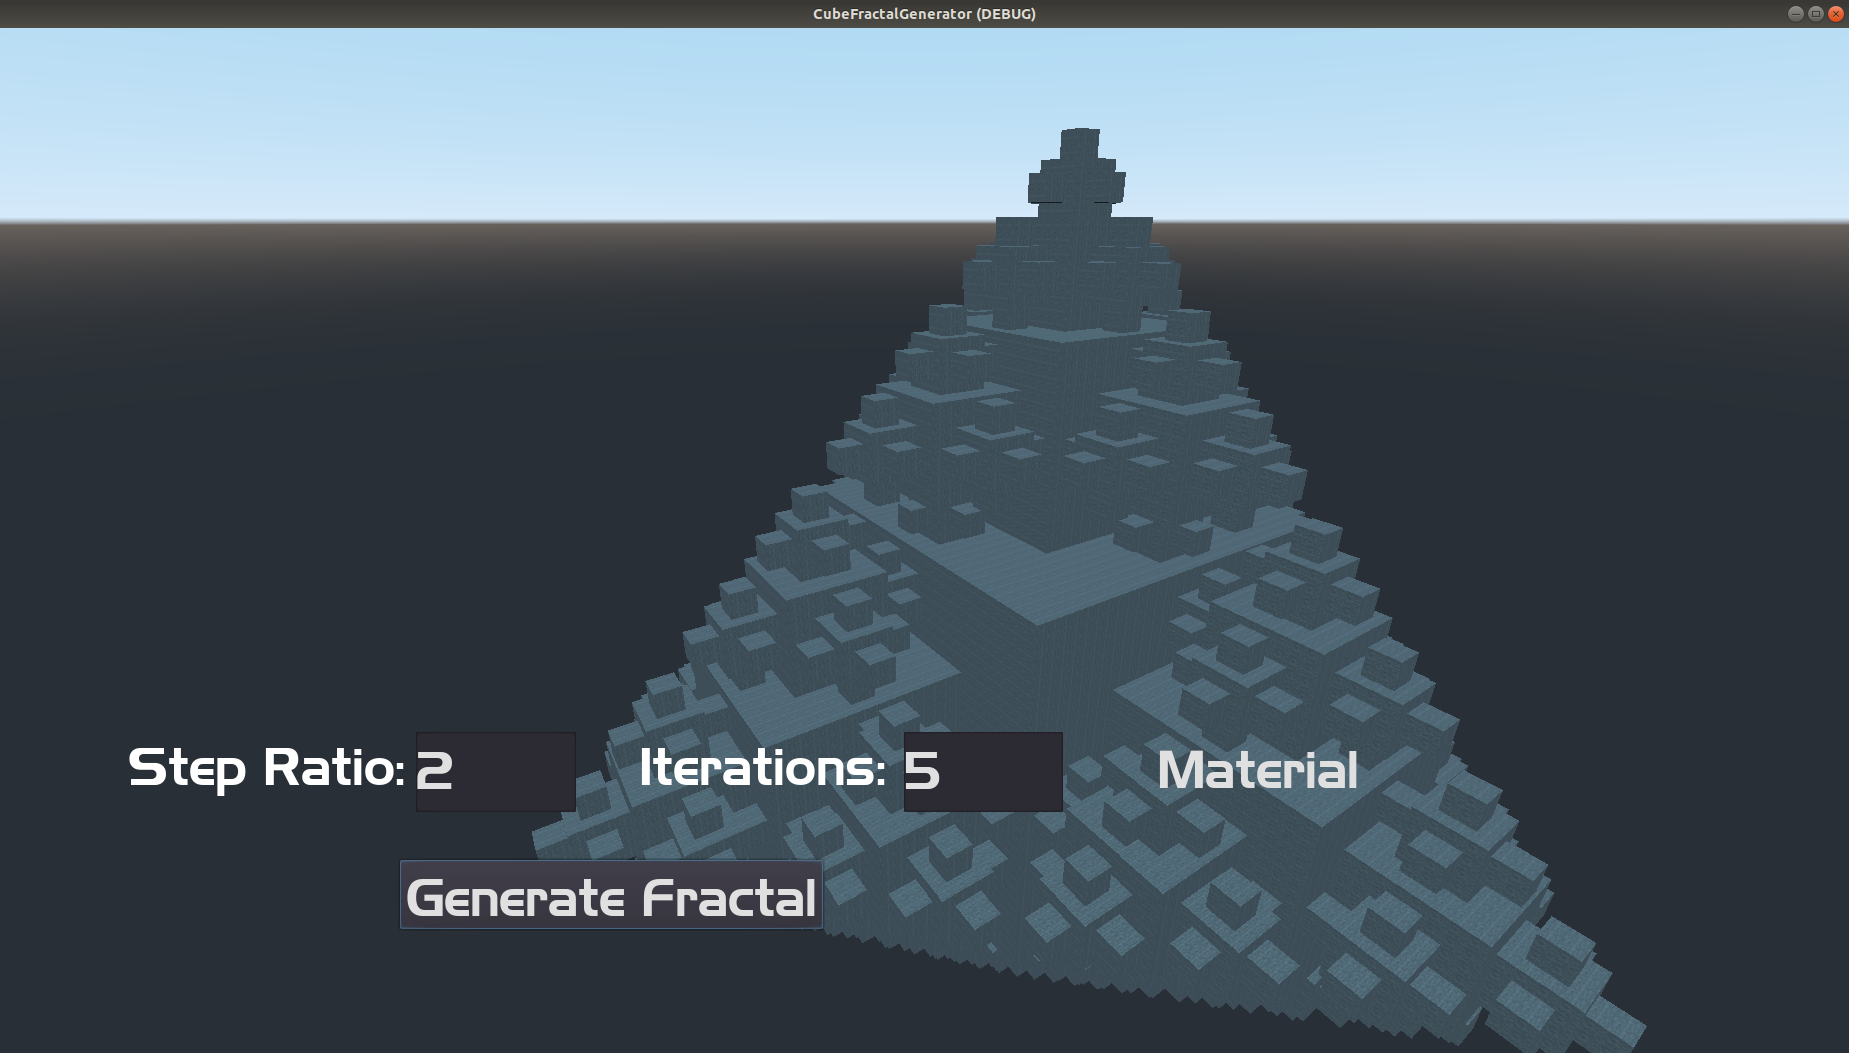 CubeFractalGenerator (DEBUG)
Step Ratio: 2 Iterations: 5 Material
Generate Fractal